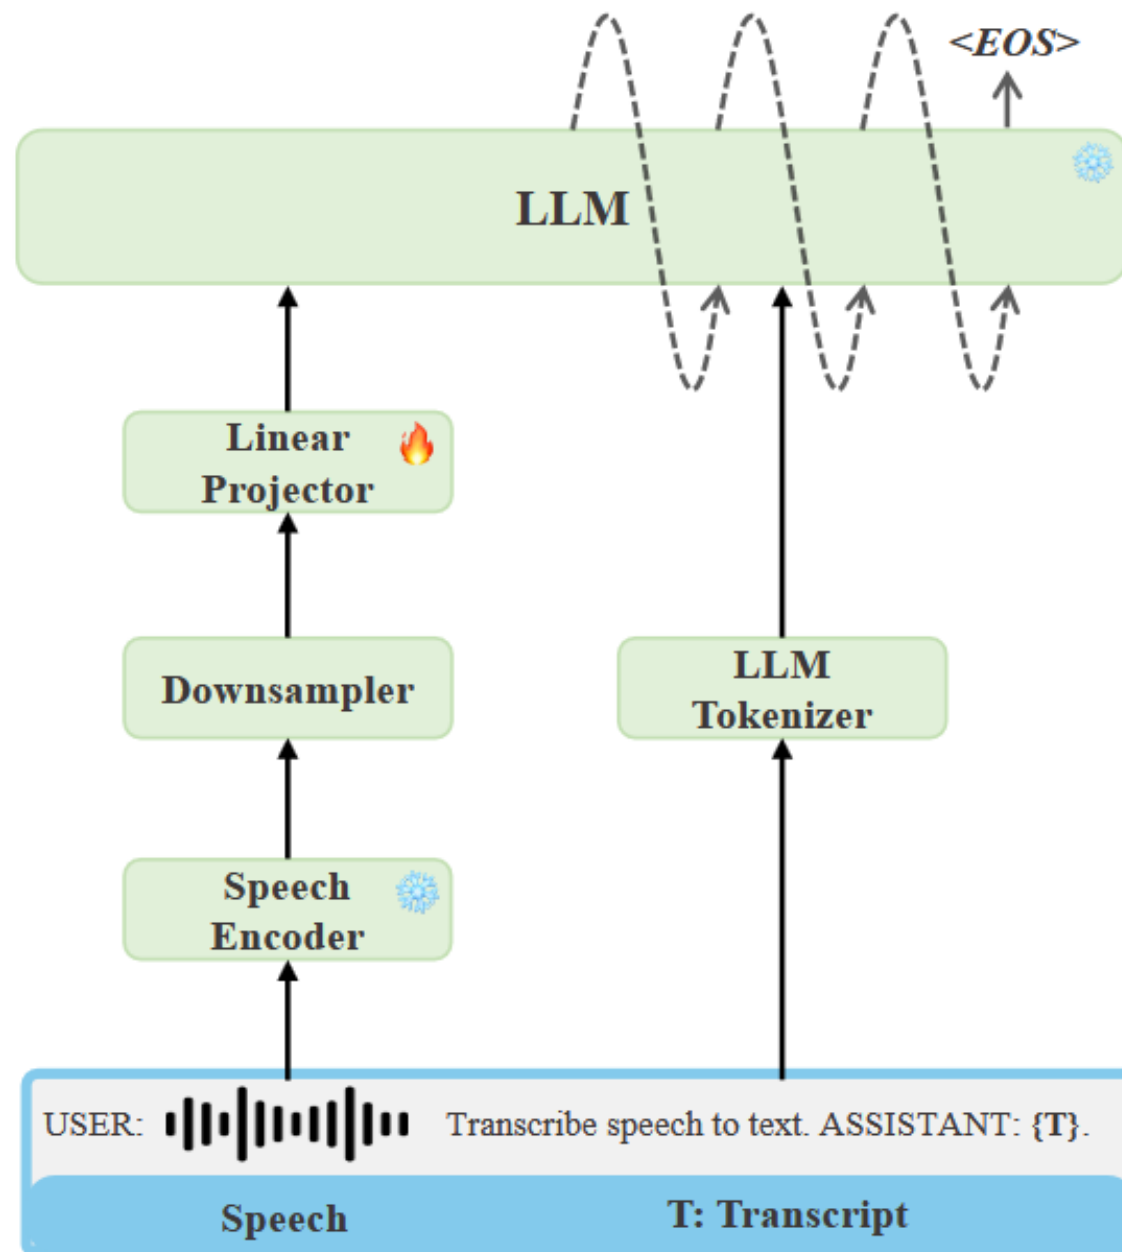 <EOS>
LLM
Linear
Projector
Downsampler
LLM
Tokenizer
Speech
Encoder
USER: Transcribe speech to text. ASSISTANT: {T}.
Speech T: Transcript